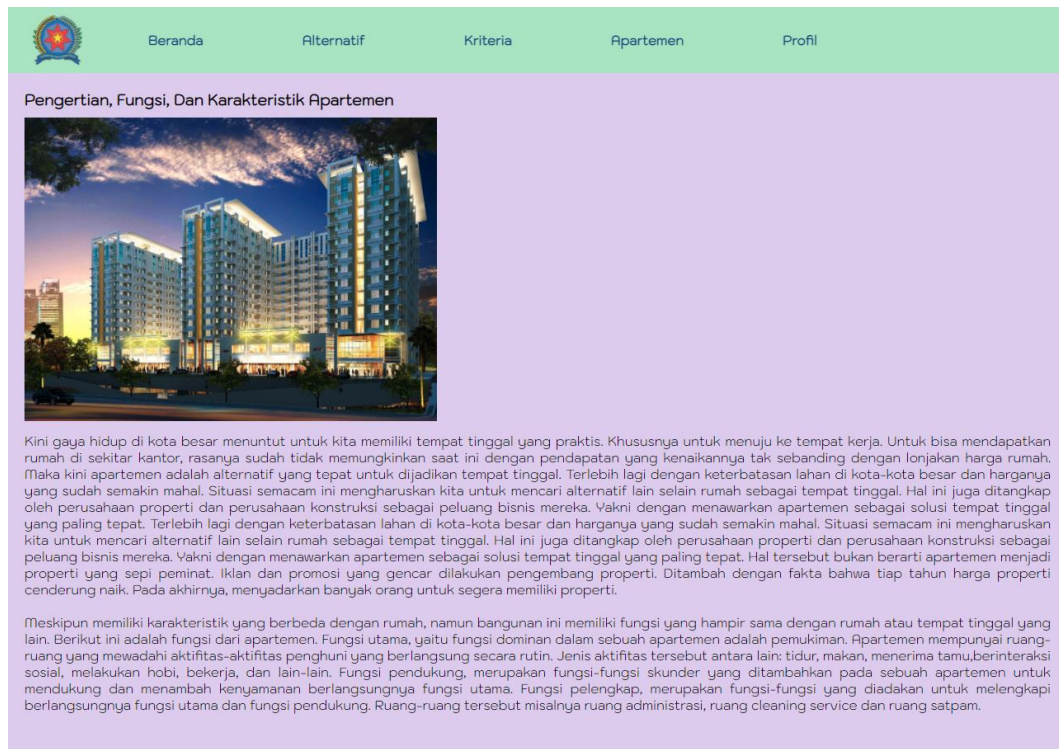 Beranda Alternatif Kriteria Apartemen Profil
Pengertian, Fungsi, Dan Karakteristik Apartemen
Kini gaya hidup di kota besar menuntut untuk kita memiliki tempat tinggal yang praktis. Khususnya untuk menuju ke tempat kerja. Untuk bisa mendapatkan
rumah di sekitar kantor, rasanya sudah tidak memungkinkan saat ini dengan pendapatan yang kenaikannya tak sebanding dengan lonjakan harga rumah.
Maka kini apartemen adalah alternatif yang tepat untuk dijadikan tempat tinggal. Terlebih lagi dengan keterbatasan lahan di kota-kota besar dan harganya
yang sudah semakin mahal. Situasi semacam ini mengharuskan kita untuk mencari alternatif lain selain rumah sebagai tempat tinggal. Hal ini juga ditangkap
oleh perusahaan properti dan perusahaan konstruksi sebagai peluang bisnis mereka. Yakni dengan menawarkan apartemen sebagai solusi tempat tinggal
yang paling tepat. Terlebih lagi dengan keterbatasan lahan di kota-kota besar dan harganya yang sudah semakin mahal. Situasi semacam ini mengharuskan
kita untuk mencari alternatif lain selain rumah sebagai tempat tinggal. Hal ini juga ditangkap oleh perusahaan properti dan perusahaan konstruksi sebagai
peluang bisnis mereka. Yakni dengan menawarkan apartemen sebagai solusi tempat tinggal yang paling tepat. Hal tersebut bukan berarti apartemen menjadi
properti yang sepi peminat. Iklan dan promosi yang gencar dilakukan pengembang properti. Ditambah dengan fakta bahwa tiap tahun harga properti
cenderung naik. Pada akhirnya, menyadarkan banyak orang untuk segera memiliki properti.
Meskipun memiliki karakteristik yang berbeda dengan rumah, namun bangunan ini memiliki fungsi yang hampir sama dengan rumah atau tempat tinggal yang
lain. Berikut ini adalah fungsi dari apartemen. Fungsi utama, yaitu fungsi dominan dalam sebuah apartemen adalah pemukiman. Apartemen mempunyai ruang-
ruang yang mewadahi aktifitas-aktifitas penghuni yang berlangsung secara rutin. Jenis aktifitas tersebut antara lain: tidur, makan, menerima tamu,berinteraksi
sosial, melakukan hobi, bekerja, dan lain-lain. Fungsi pendukung, merupakan fungsi-fungsi skunder yang ditambahkan pada sebuah apartemen untuk
mendukung dan menambah kenyamanan berlangsungnya fungsi utama. Fungsi pelengkap, merupakan fungsi-fungsi yang diadakan untuk melengkapi
berlangsungnya fungsi utama dan fungsi pendukung. Ruang-ruang tersebut misalnya ruang administrasi, ruang cleaning service dan ruang satpam.